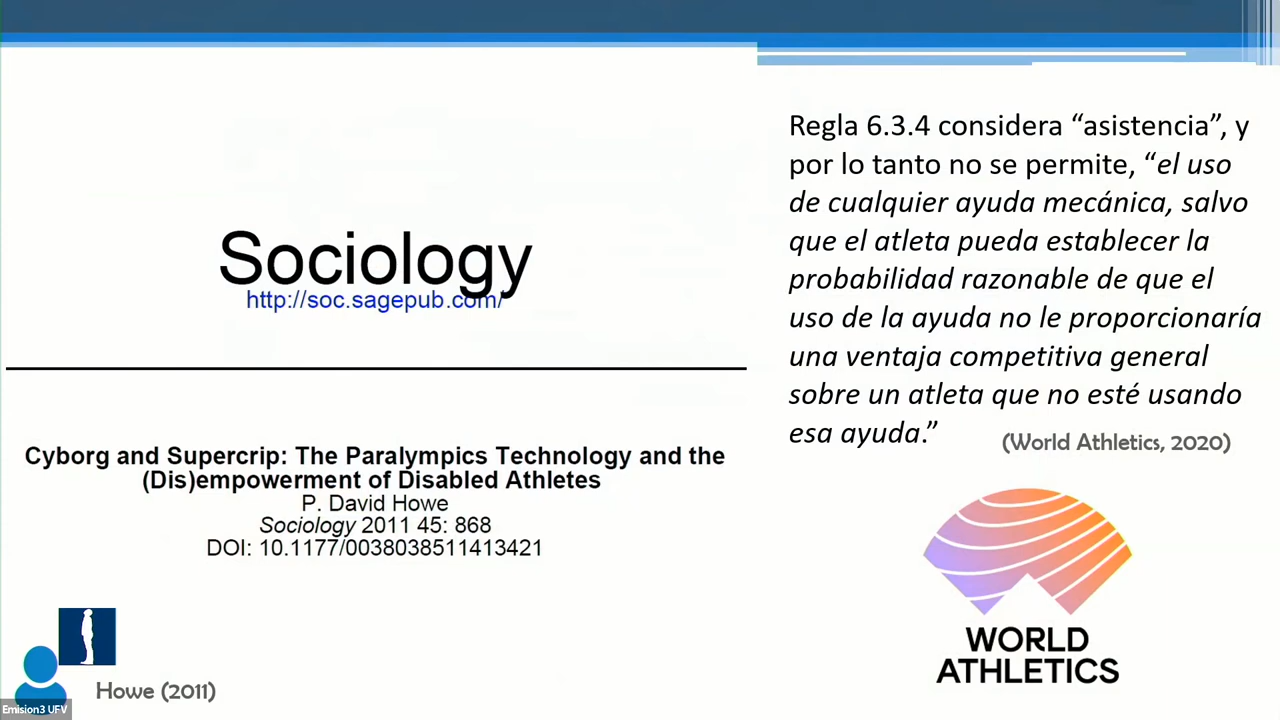 Sociology
http://soc.sagepub.com/
Cyborg and Supercrip: The Paralympics Technology and the
(Dis)empowerment of Disabled Athletes
P. David Howe
Sociology 2011 45: 868
DOI: 10.1177/0038038511413421
Howe (2011)
Emision3 UFV
Regla 6.3.4 considera “asistencia”, y
por lo tanto no se permite, “el uso
de cualquier ayuda mecánica, salvo
que el atleta pueda establecer la
probabilidad razonable de que el
uso de la ayuda no le proporcionaría
una ventaja competitiva general
sobre un atleta que no esté usando
esa ayuda.”
(World Athletics, 2020)
WORLD
ATHLETICS